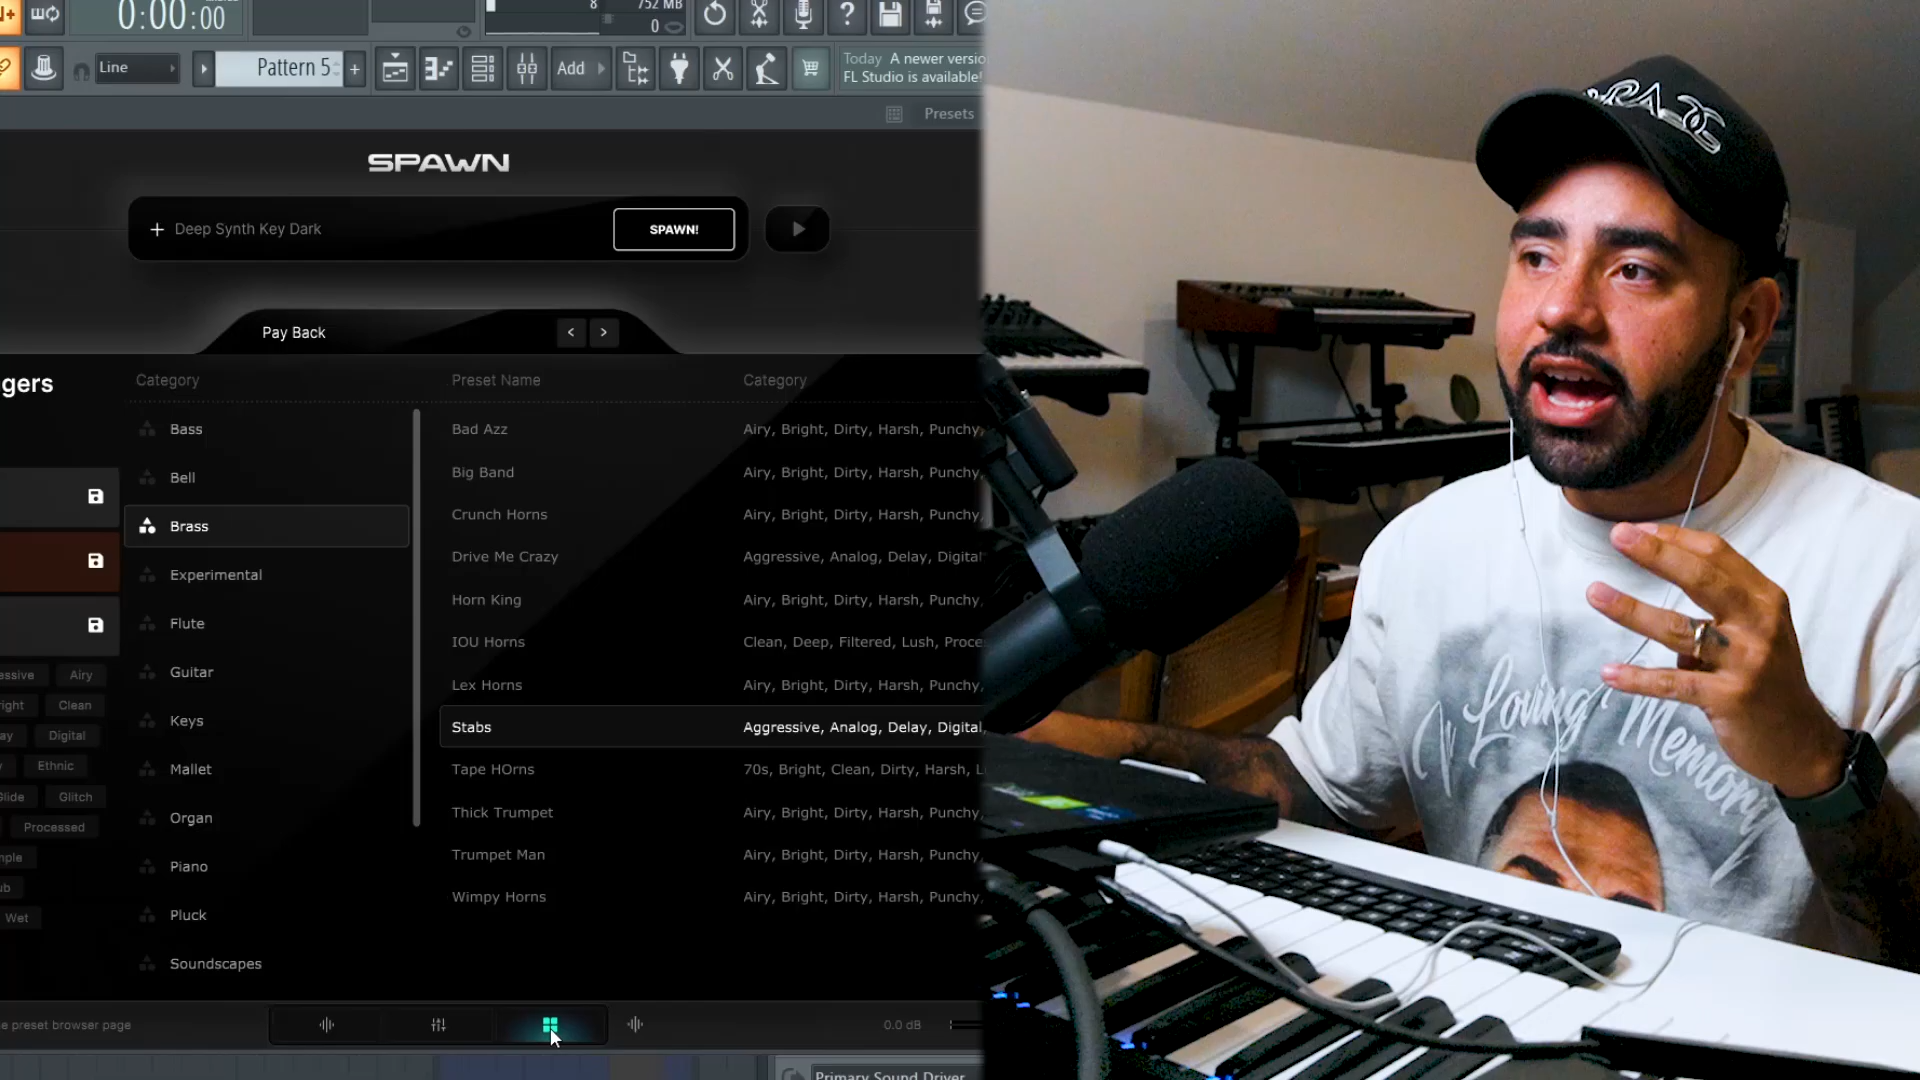 0:00:00
8
752 MB
0
Line
Pattern 5
+
Add
Today A newer versio
FL Studio is available!
Presets
SPAWN
+ Deep Synth Key Dark
SPAWN!
Pay Back
< >
gers
Category
Preset Name
Category
Bass
Bell
Brass
Experimental
Flute
Guitar
Keys
Mallet
Organ
Piano
Pluck
Soundscapes
Bad Azz
Airy, Bright, Dirty, Harsh, Punchy,
Big Band
Airy, Bright, Dirty, Harsh, Punchy,
Crunch Horns
Airy, Bright, Dirty, Harsh, Punchy,
Drive Me Crazy
Aggressive, Analog, Delay, Digital
Horn King
Airy, Bright, Dirty, Harsh, Punchy,
IOU Horns
Clean, Deep, Filtered, Lush, Proce
Lex Horns
Airy, Bright, Dirty, Harsh, Punchy,
Stabs
Aggressive, Analog, Delay, Digital,
Tape HOrns
70s, Bright, Clean, Dirty, Harsh, L
Thick Trumpet
Airy, Bright, Dirty, Harsh, Punchy,
Trumpet Man
Airy, Bright, Dirty, Harsh, Punchy,
Wimpy Horns
Airy, Bright, Dirty, Harsh, Punchy,
essive Airy
right Clean
ay Digital
Ethnic
Glide Glitch
Processed
mple
ub
Wet
e preset browser page
0.0 dB
Primary Sound Driver
In Loving Memory